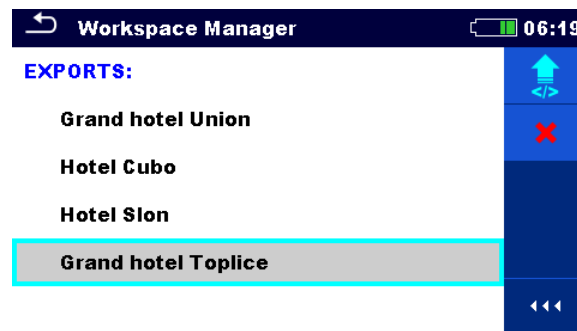 Workspace Manager
06:19
EXPORTS:
</>
Grand hotel Union
Hotel Cubo
Hotel Slon
Grand hotel Toplice